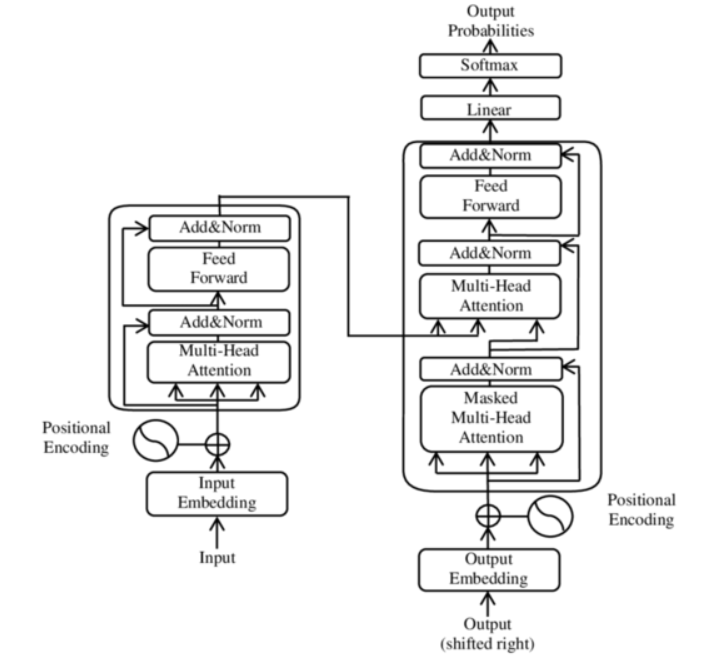 Output
Probabilities
Softmax
Linear
Add&Norm
Feed
Forward
Add&Norm
Multi-Head
Attention
Add&Norm
Masked
Multi-Head
Attention
Add&Norm
Feed
Forward
Add&Norm
Multi-Head
Attention
Positional
Encoding
Input
Embedding
Input
Positional
Encoding
Output
Embedding
Output
(shifted right)